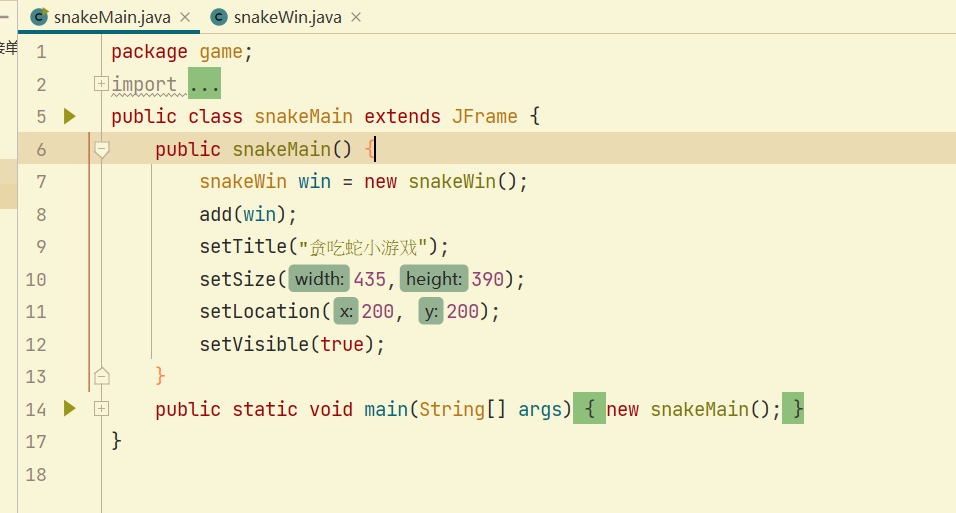 snakeMain.java snakeWin.java
1 package game;
2 import ...
5 public class snakeMain extends JFrame {
6 public snakeMain() {
7 snakeWin win = new snakeWin();
8 add(win);
9 setTitle("贪吃蛇小游戏");
10 setSize(width: 435, height: 390);
11 setLocation(x: 200, y: 200);
12 setVisible(true);
13 }
14 public static void main(String[] args) { new snakeMain(); }
17 }
18